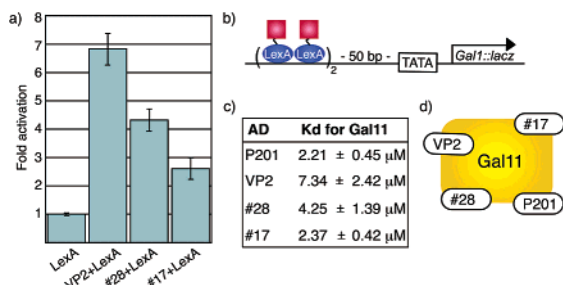 a)
8
7
6
5
4
3
2
1
Fold activation
LexA
VP2+LexA
#28+LexA
#17+LexA
b)
( LexA LexA )2 - 50 bp - TATA Gal1::lacz
c)
AD Kd for Gal11
P201 2.21 ± 0.45 µM
VP2 7.34 ± 2.42 µM
#28 4.25 ± 1.39 µM
#17 2.37 ± 0.42 µM
d)
#17
VP2
Gal11
#28
P201